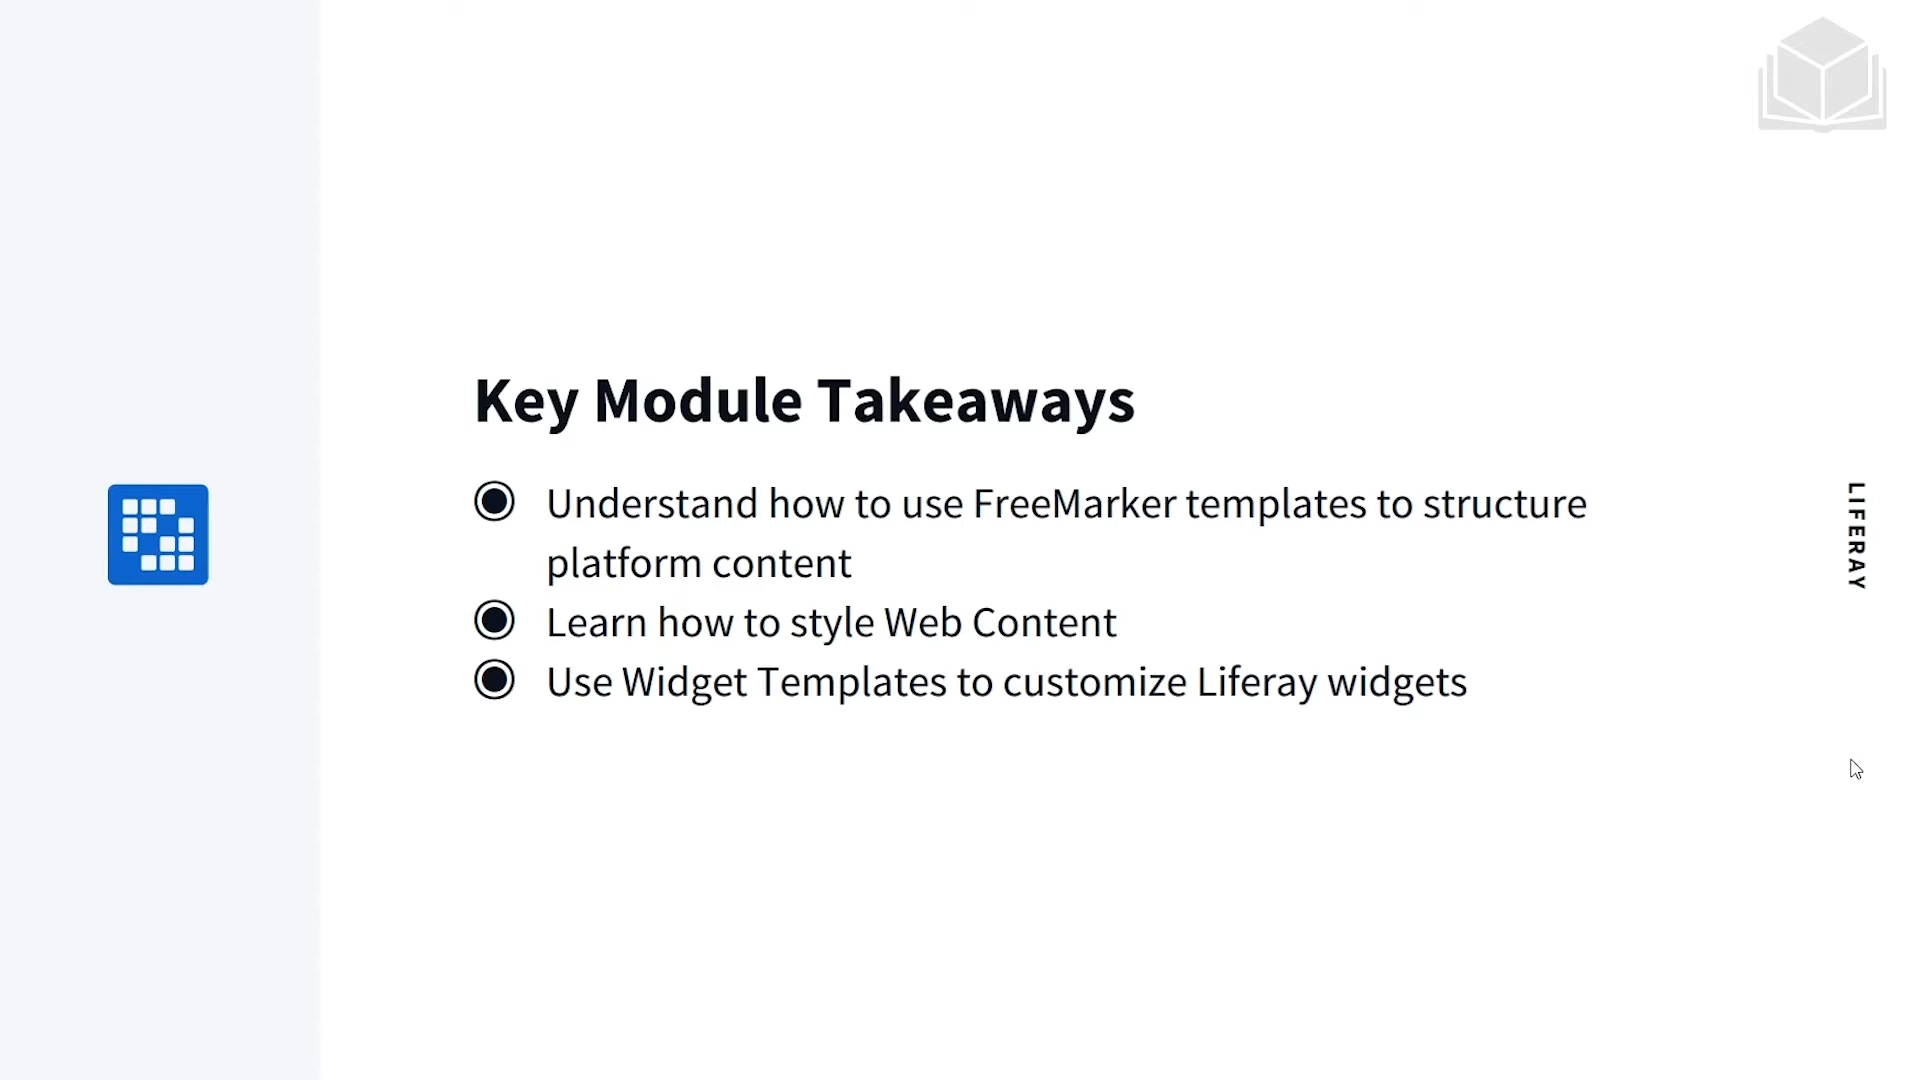 Key Module Takeaways
Understand how to use FreeMarker templates to structure
platform content
Learn how to style Web Content
Use Widget Templates to customize Liferay widgets
LIFERAY